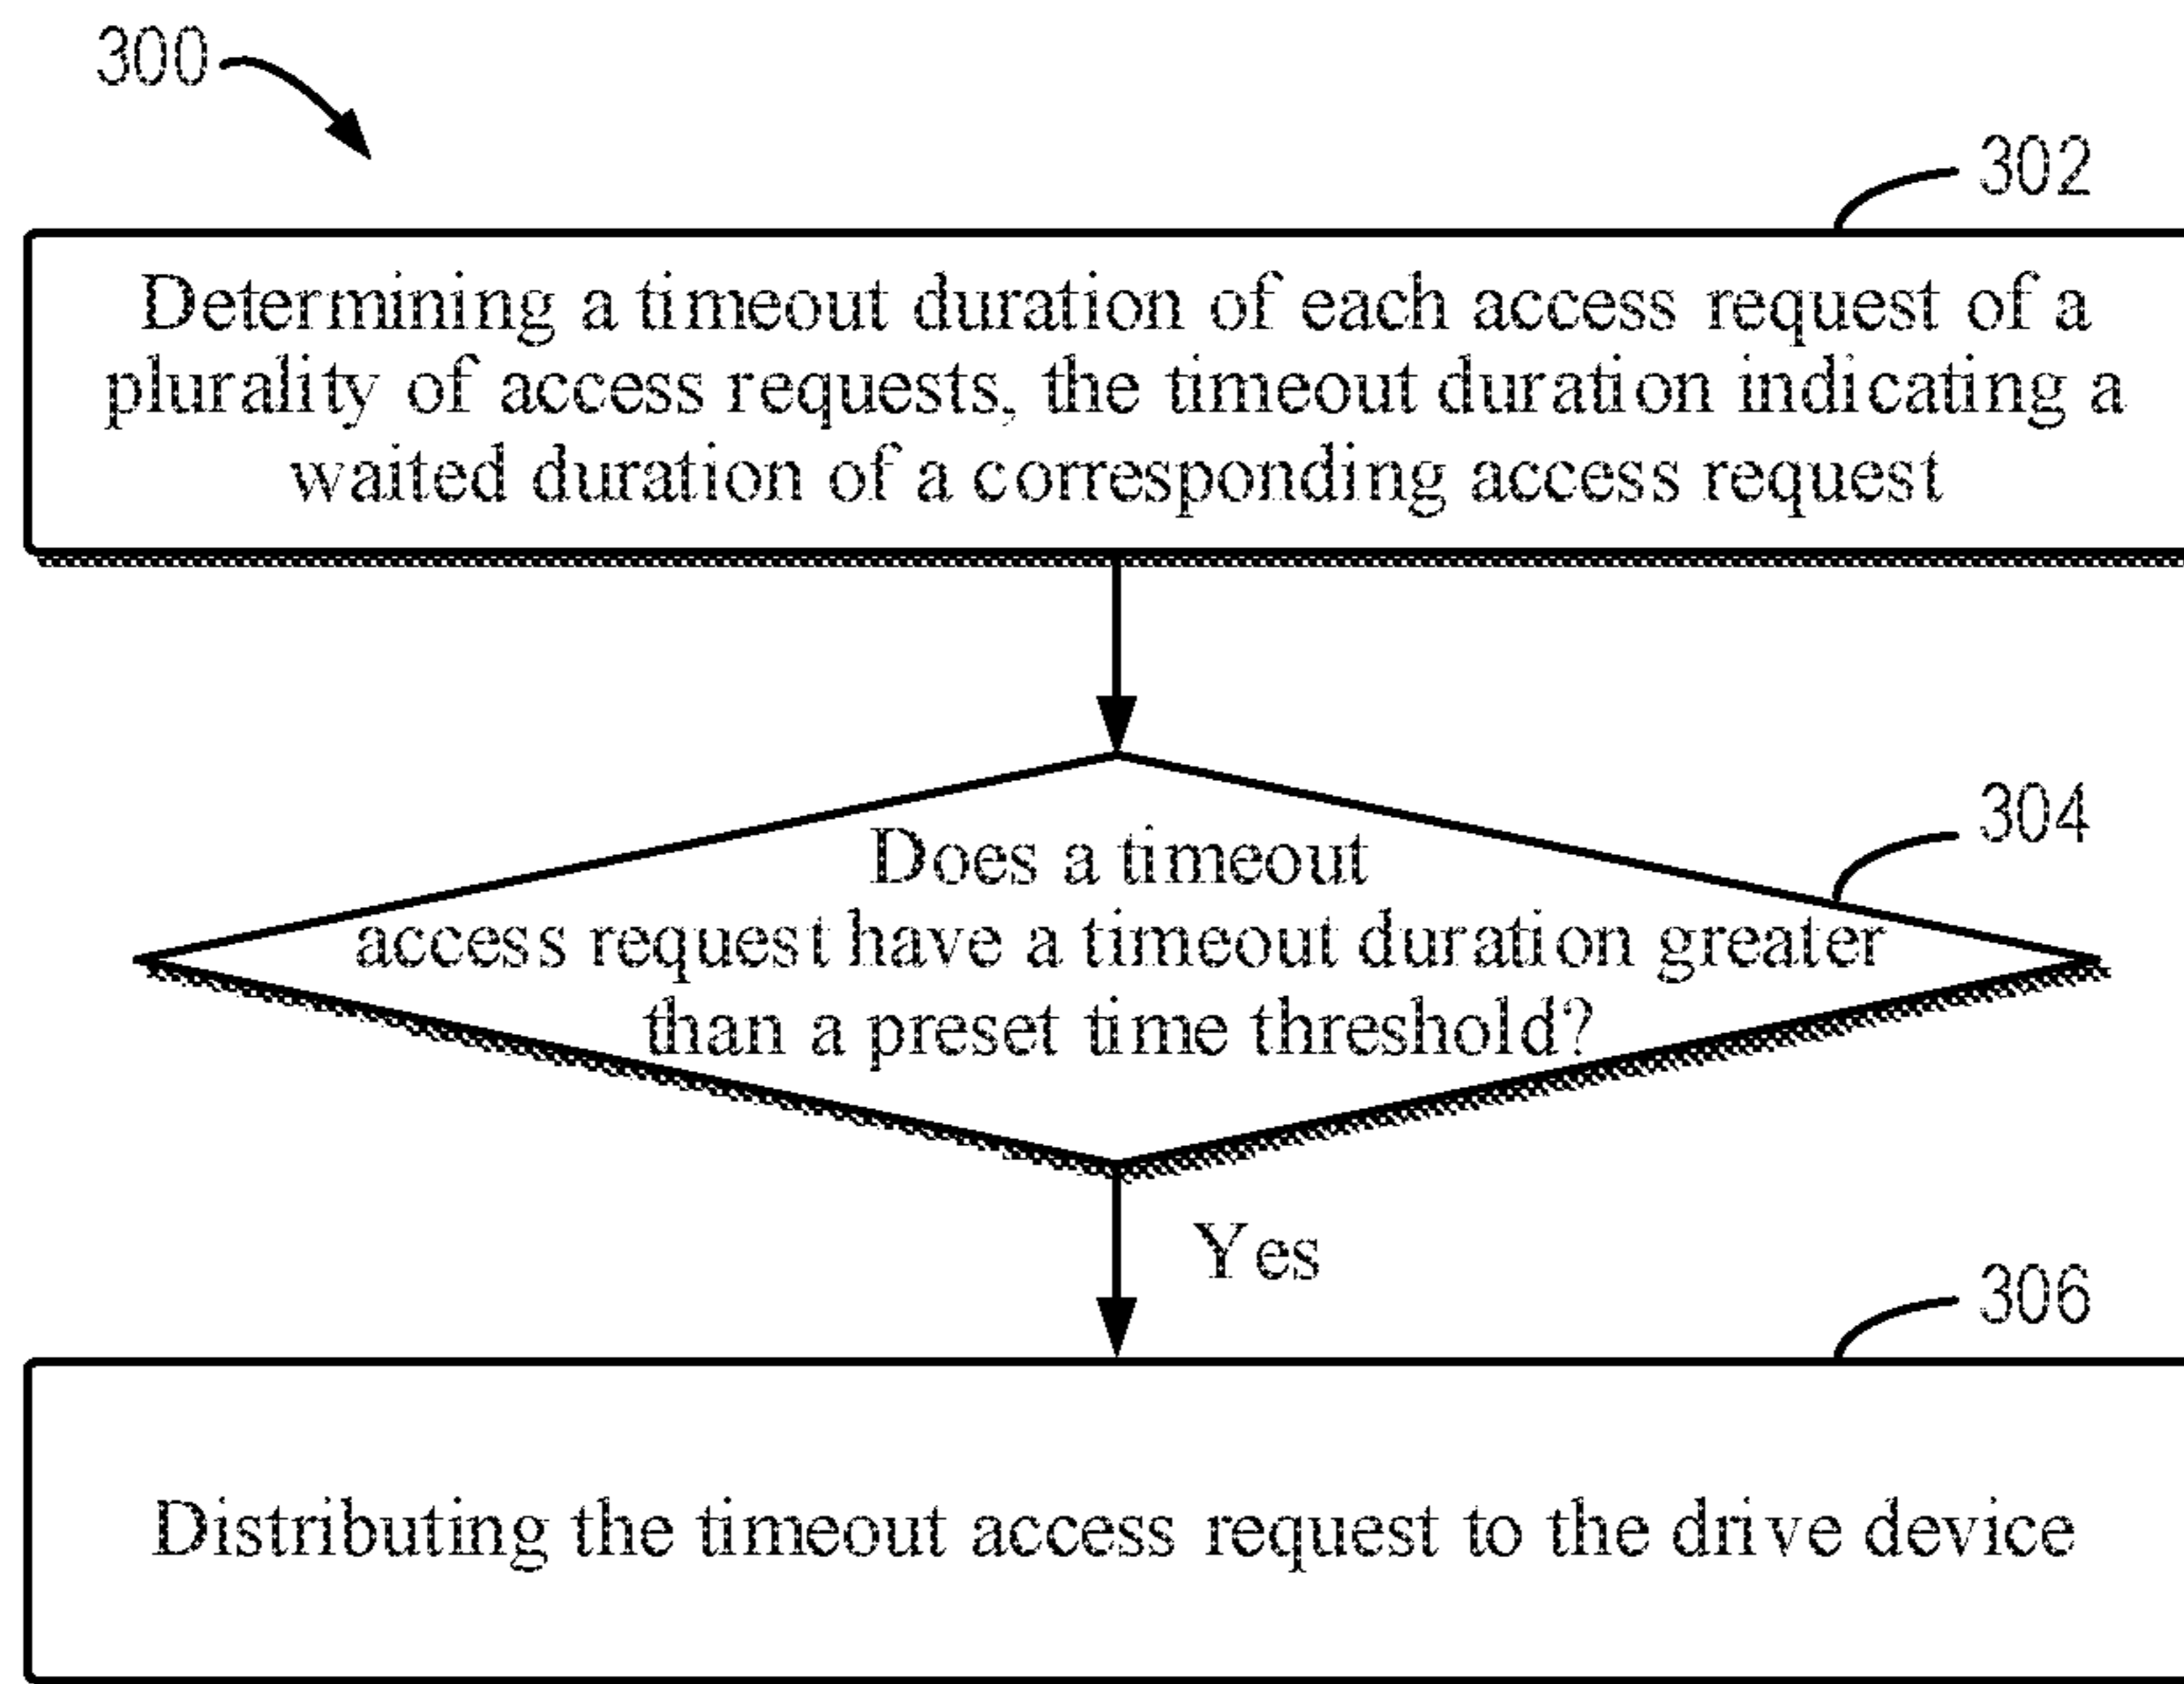 300
302
Determining a timeout duration of each access request of a
plurality of access requests, the timeout duration indicating a
waited duration of a corresponding access request
304
Does a timeout
access request have a timeout duration greater
than a preset time threshold?
Yes
306
Distributing the timeout access request to the drive device